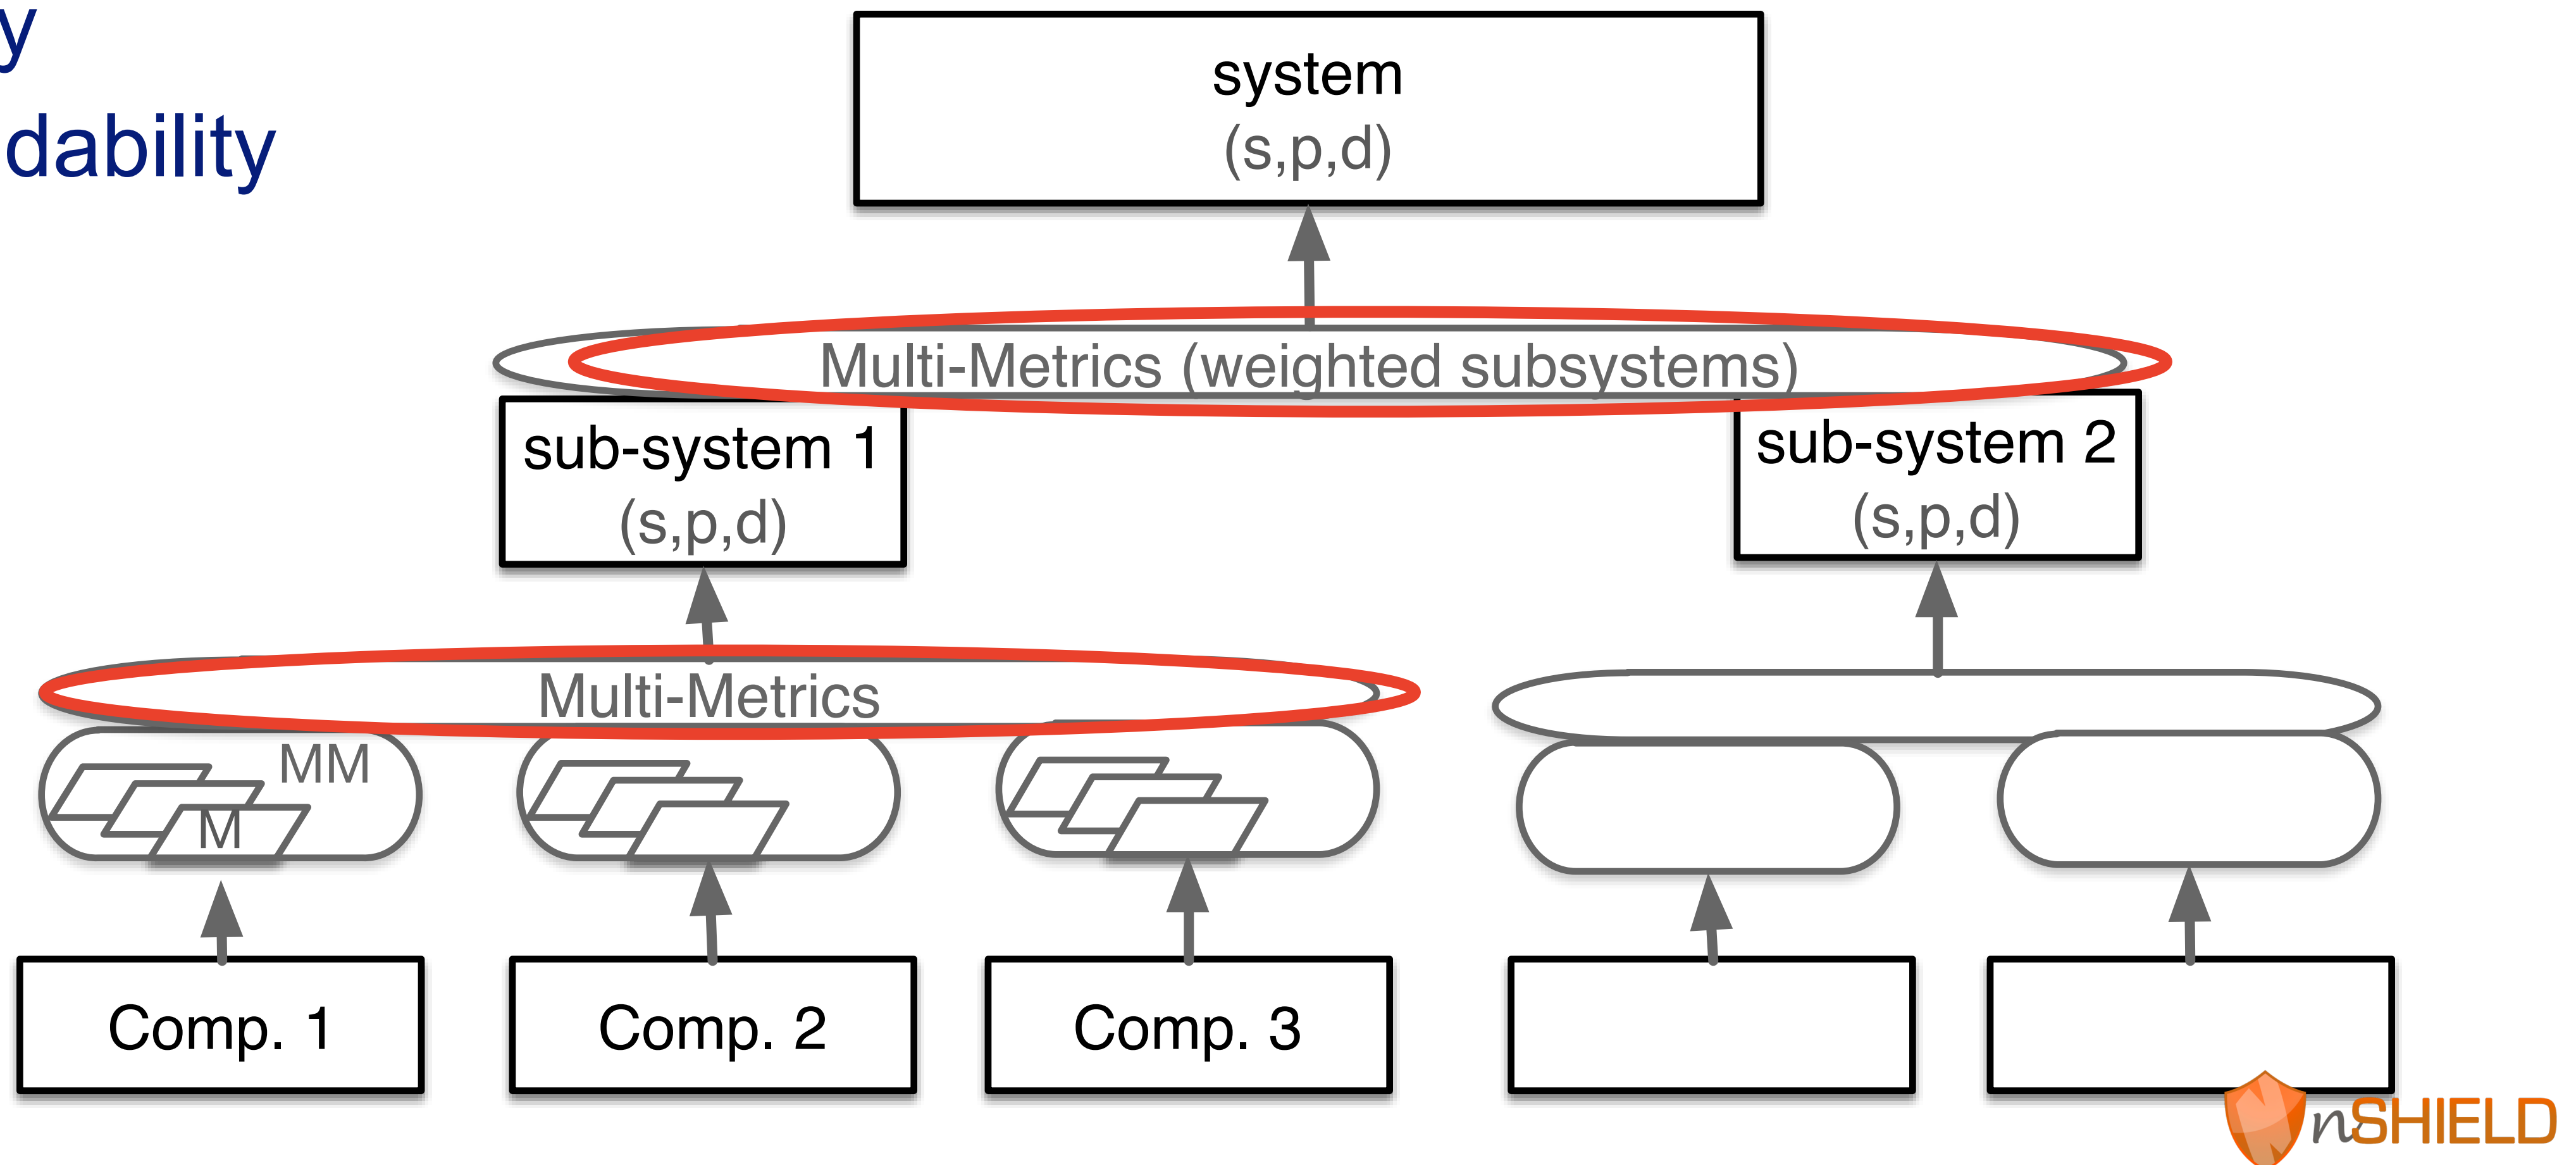 y
dability
system
(s,p,d)
Multi-Metrics (weighted subsystems)
sub-system 1
(s,p,d)
sub-system 2
(s,p,d)
Multi-Metrics
MM
M
Comp. 1
Comp. 2
Comp. 3
nSHIELD